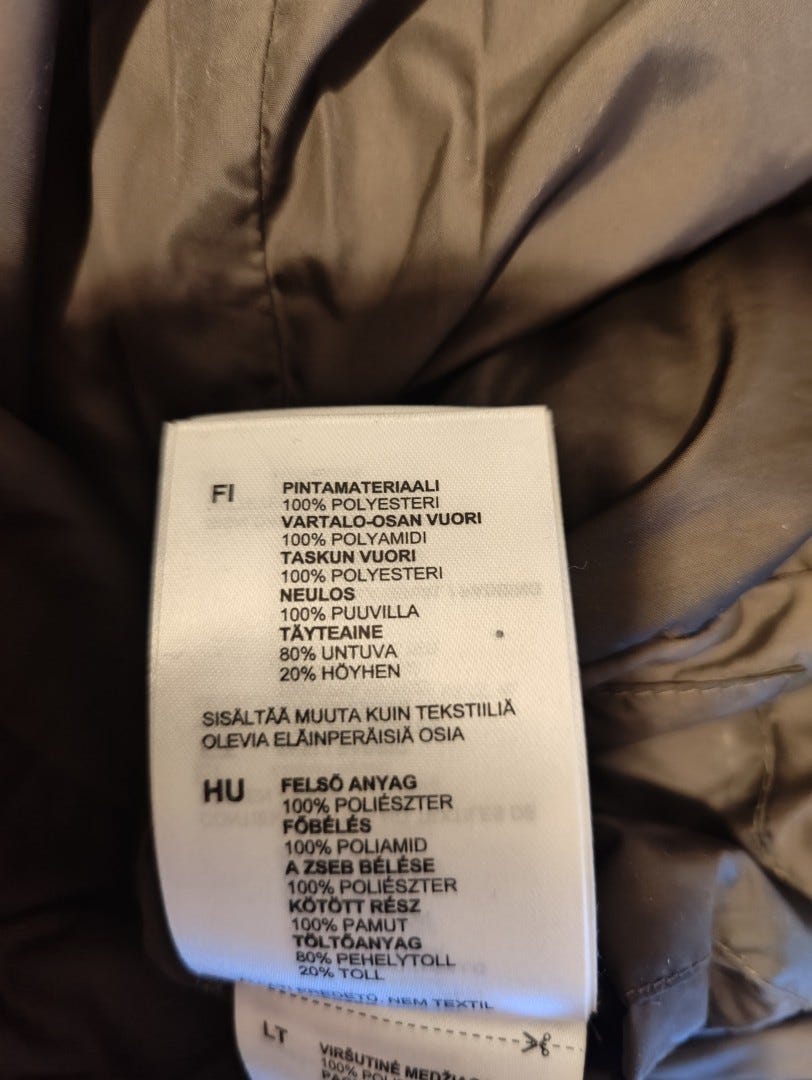 FI
PINTAMATERIAALI
100% POLYESTERI
VARTALO-OSAN VUORI
100% POLYAMIDI
TASKUN VUORI
100% POLYESTERI
NEULOS
100% PUUVILLA
TÄYTEAINE
80% UNTUVA
20% HÖYHEN
SISÄLTÄÄ MUUTA KUIN TEKSTIILIÄ
OLEVIA ELÄINPERÄISIÄ OSIA
HU
FELSŐ ANYAG
100% POLIÉSZTER
FŐBÉLÉS
100% POLIAMID
A ZSEB BÉLÉSE
100% POLIÉSZTER
KÖTÖTT RÉSZ
100% PAMUT
TÖLTŐANYAG
80% PEHELYTOLL
20% TOLL
EREDETŰ, NEM TEXTIL
LT
VIRŠUTINĖ
100%